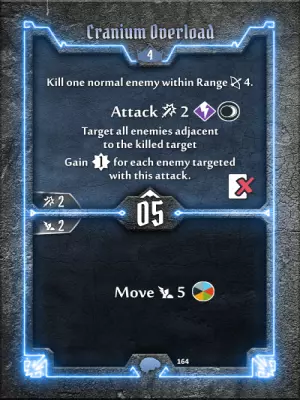 Cranium Overload
4
Kill one normal enemy within Range 4.
Attack 2
Target all enemies adjacent
to the killed target
Gain 1 for each enemy targeted
with this attack.
2
05
2
Move 5
164